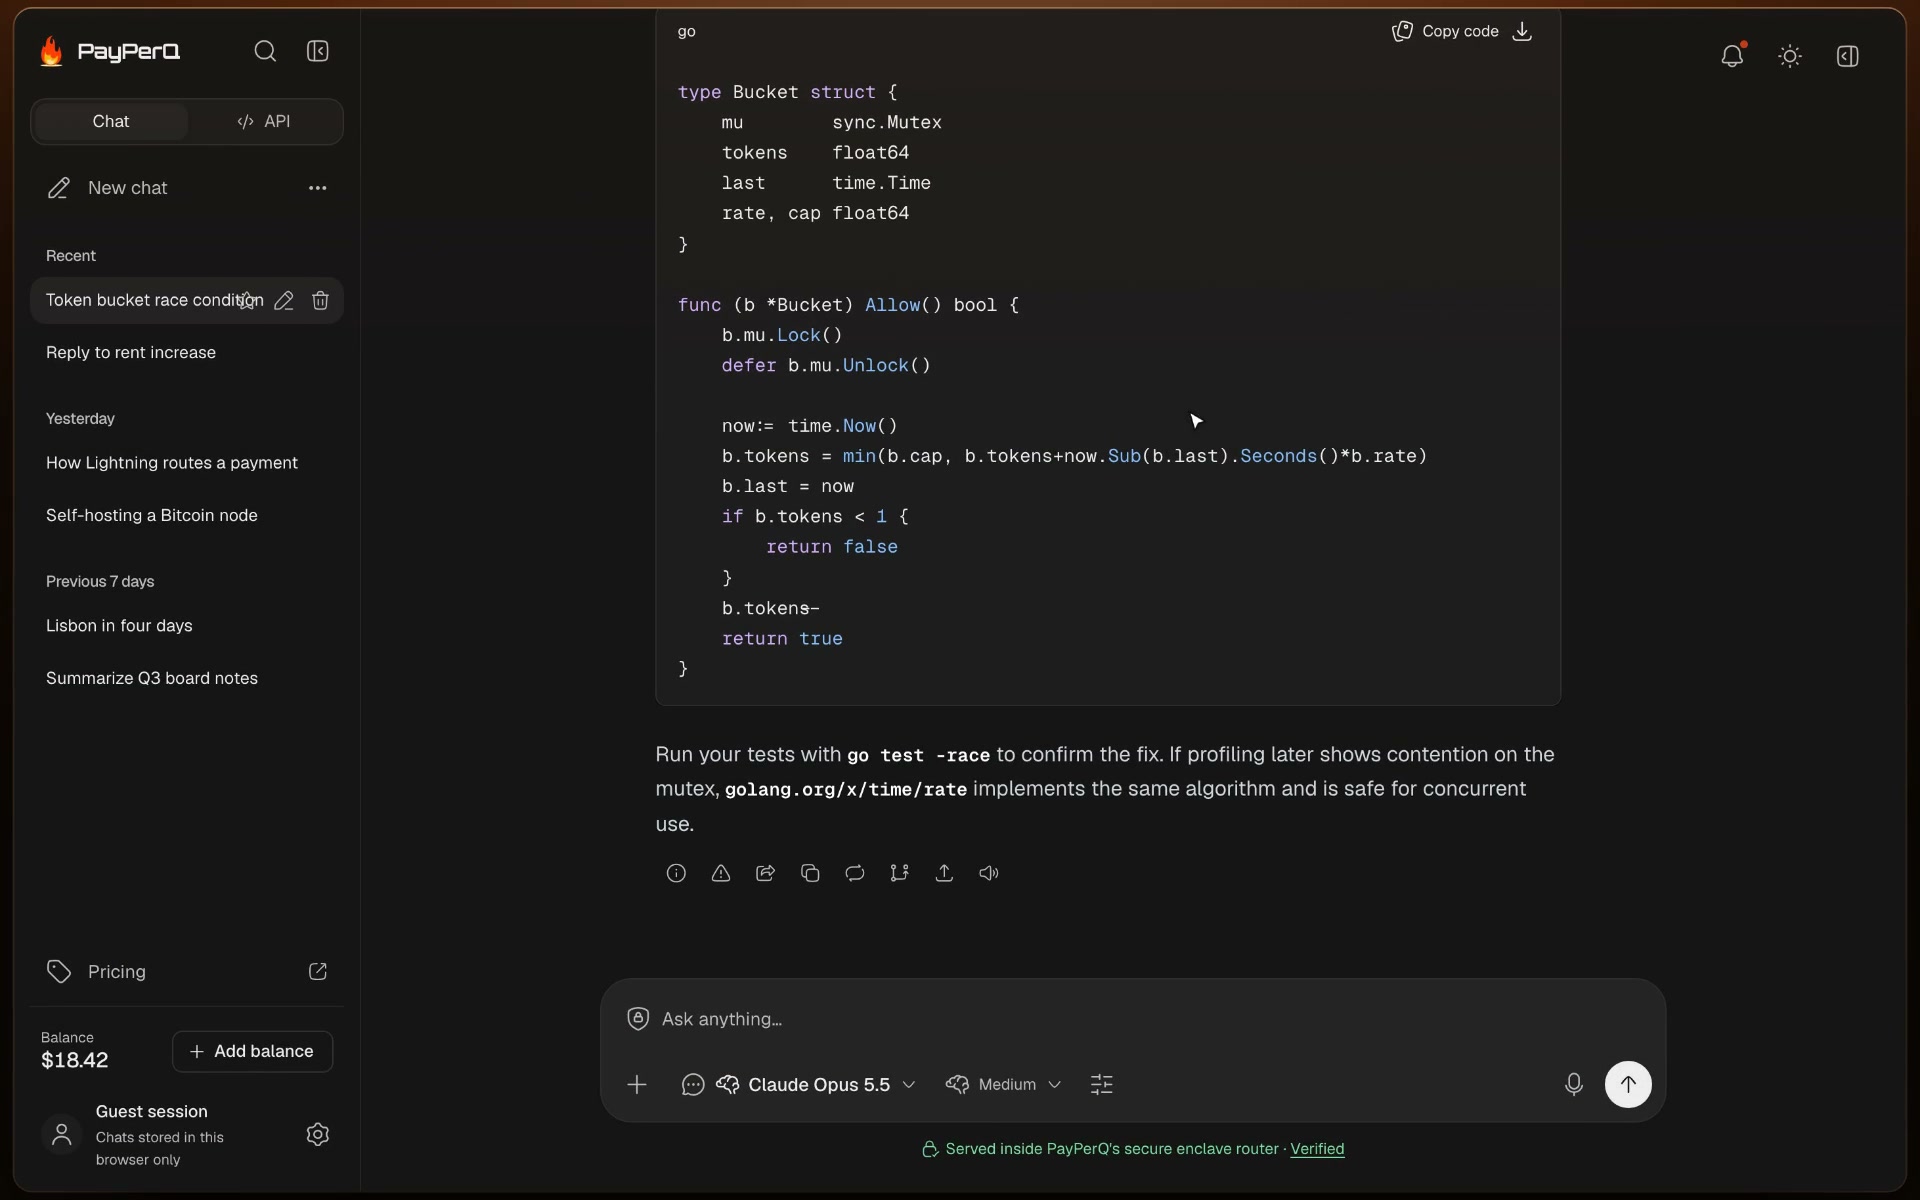 PayPerQ
Chat
</> API
New chat
Recent
Token bucket race condition
Reply to rent increase
Yesterday
How Lightning routes a payment
Self-hosting a Bitcoin node
Previous 7 days
Lisbon in four days
Summarize Q3 board notes
Pricing
Balance
$18.42
+ Add balance
Guest session
Chats stored in this
browser only
go
Copy code
type Bucket struct {
    mu        sync.Mutex
    tokens    float64
    last      time.Time
    rate, cap float64
}
func (b *Bucket) Allow() bool {
    b.mu.Lock()
    defer b.mu.Unlock()
    now := time.Now()
    b.tokens = min(b.cap, b.tokens+now.Sub(b.last).Seconds()*b.rate)
    b.last = now
    if b.tokens < 1 {
        return false
    }
    b.tokens--
    return true
}
Run your tests with go test -race to confirm the fix. If profiling later shows contention on the
mutex, golang.org/x/time/rate implements the same algorithm and is safe for concurrent
use.
Ask anything...
Claude Opus 5.5
Medium
Served inside PayPerQ's secure enclave router · Verified